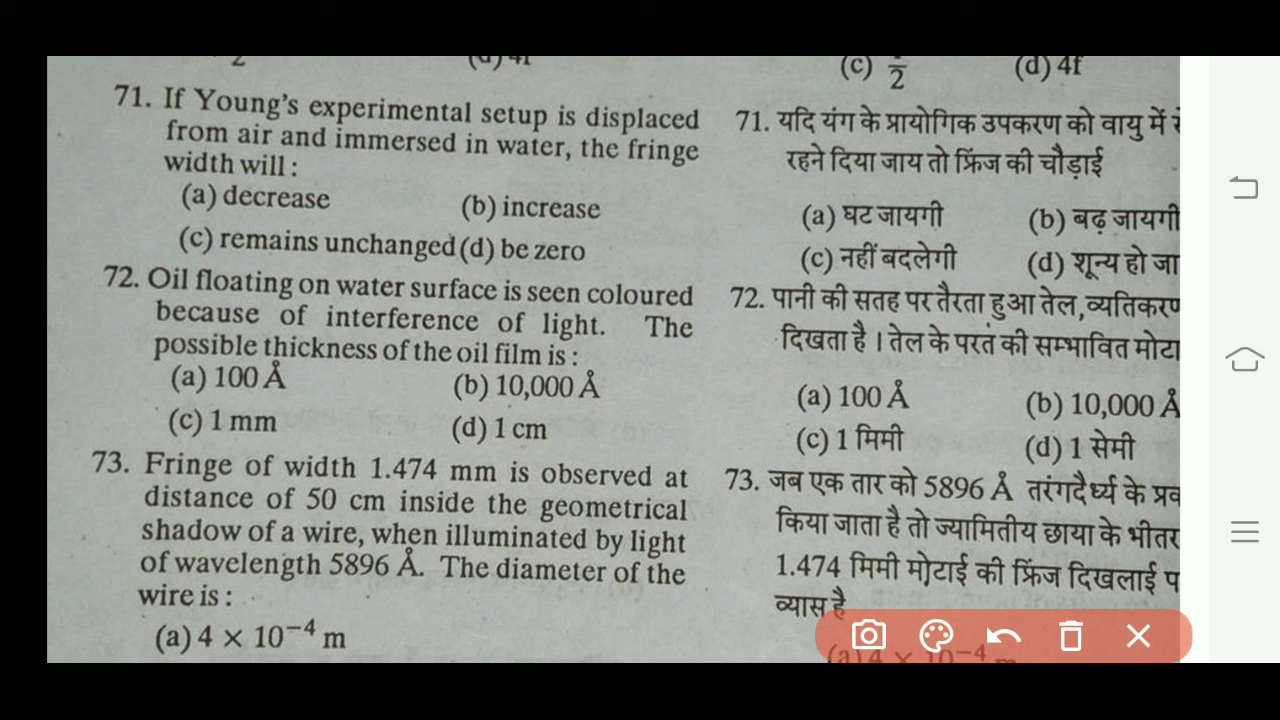 (d) 4f
71. If Young's experimental setup is displaced
from air and immersed in water, the fringe
width will :
(a) decrease (b) increase
(c) remains unchanged (d) be zero
72. Oil floating on water surface is seen coloured
because of interference of light. The
possible thickness of the oil film is :
(a) 100 Å (b) 10,000 Å
(c) 1 mm (d) 1 cm
73. Fringe of width 1.474 mm is observed at
distance of 50 cm inside the geometrical
shadow of a wire, when illuminated by light
of wavelength 5896 Å. The diameter of the
wire is :
(a) 4 × 10⁻⁴ m
(c) 2 (d) 4f
71. यदि यंग के प्रायोगिक उपकरण को वायु में
रहने दिया जाय तो फ्रिंज की चौड़ाई
(a) घट जायगी (b) बढ़ जायगी
(c) नहीं बदलेगी (d) शून्य हो जा
72. पानी की सतह पर तैरता हुआ तेल, व्यतिकरण
दिखता है । तेल के परत की सम्भावित मोटा
(a) 100 Å (b) 10,000 Å
(c) 1 मिमी (d) 1 सेमी
73. जब एक तार को 5896 Å तरंगदैर्ध्य के प्रक
किया जाता है तो ज्यामितीय छाया के भीतर
1.474 मिमी मोटाई की फ्रिंज दिखलाई प
व्यास है
(a) 4 × 10⁻⁴ m